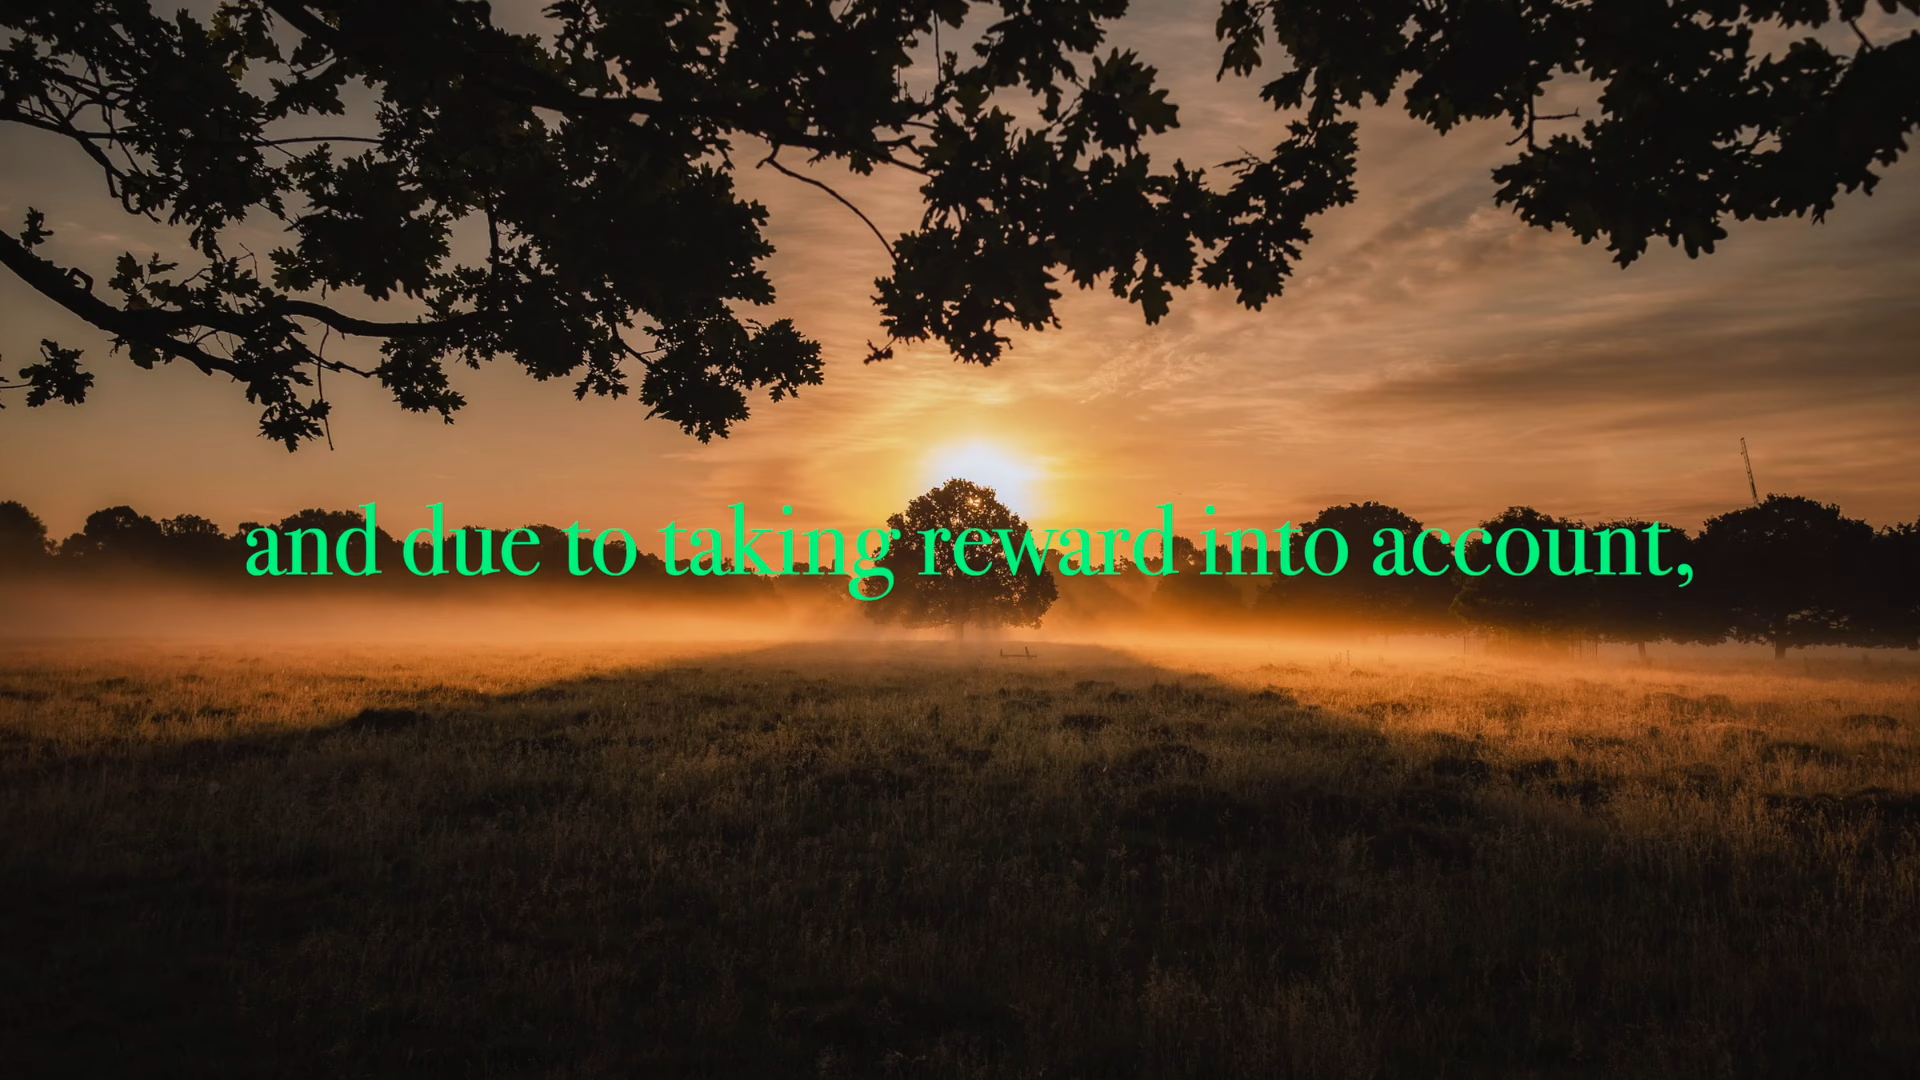 and due to taking reward into account,